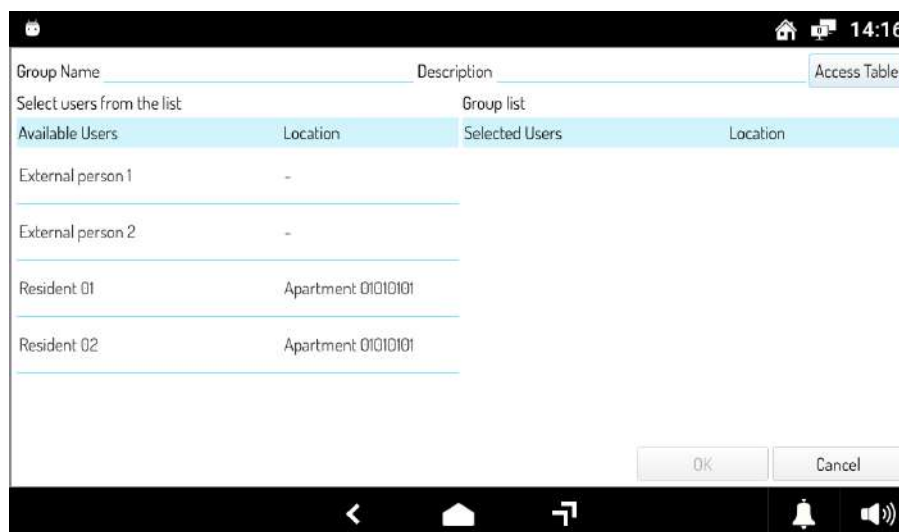 14:16
Group Name Description Access Table
Select users from the list Group list
Available Users Location Selected Users Location
External person 1 -
External person 2 -
Resident 01 Apartment 01010101
Resident 02 Apartment 01010101
OK Cancel